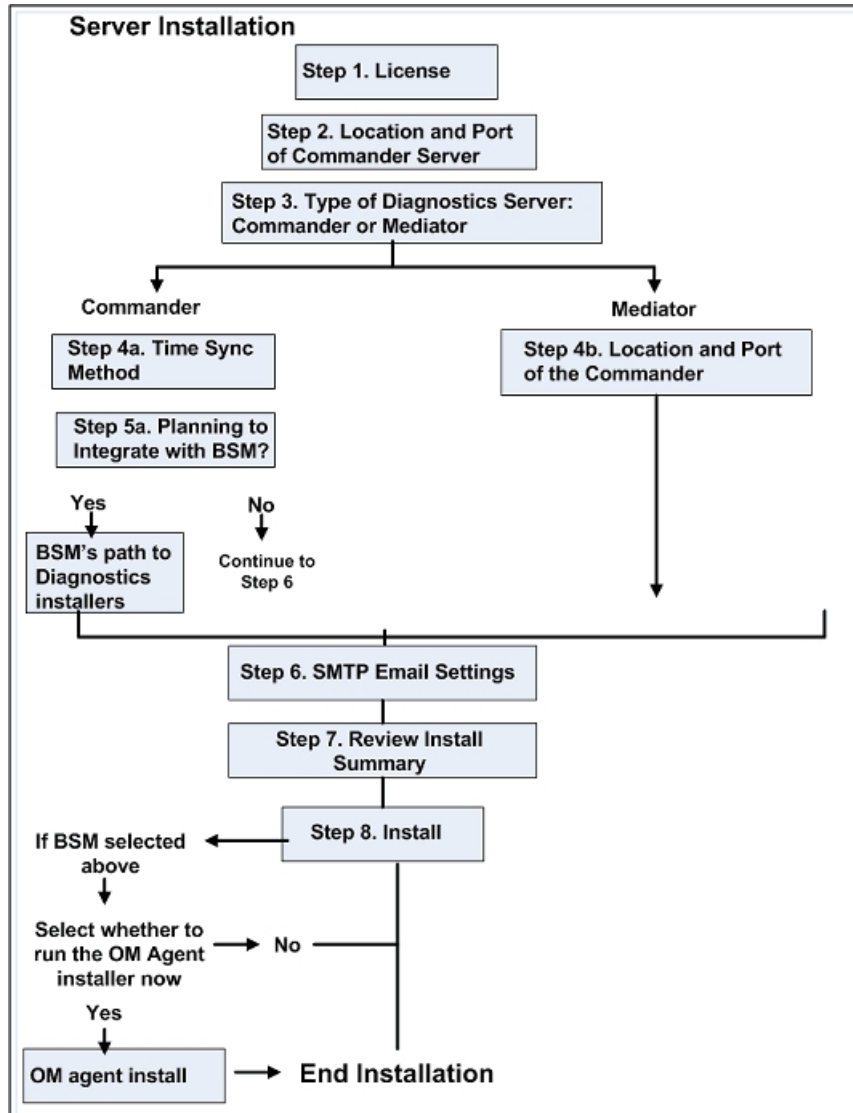 Server Installation
Step 1. License
Step 2. Location and Port
of Commander Server
Step 3. Type of Diagnostics Server:
Commander or Mediator
Commander
Mediator
Step 4a. Time Sync
Method
Step 4b. Location and Port
of the Commander
Step 5a. Planning to
Integrate with BSM?
Yes
No
BSM's path to
Diagnostics
installers
Continue to
Step 6
Step 6. SMTP Email Settings
Step 7. Review Install
Summary
Step 8. Install
If BSM selected
above
Select whether to
run the OM Agent
installer now
No
Yes
OM agent install
End Installation